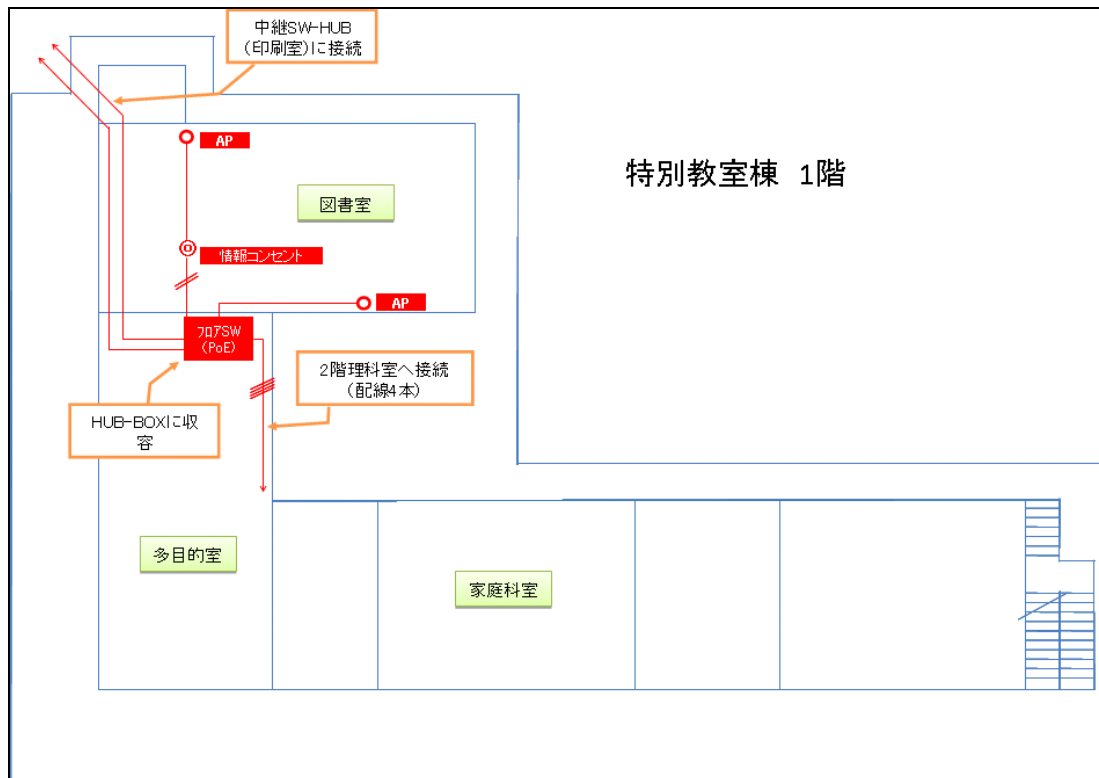 中継SW-HUB
(印刷室)に接続
AP
特別教室棟 1階
図書室
情報コンセント
AP
フロアSW
(PoE)
2階理科室へ接続
(配線4本)
HUB-BOXに収
容
多目的室
家庭科室